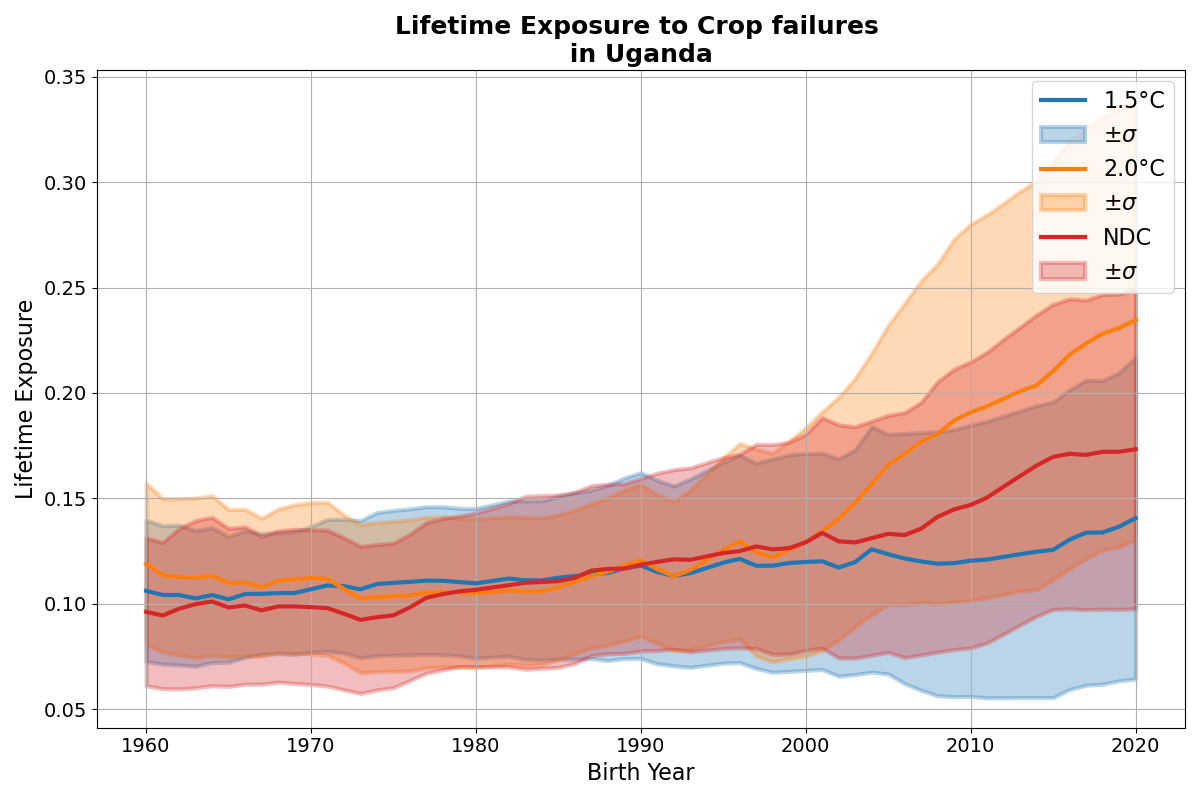 Lifetime Exposure to Crop failures
in Uganda
0.35
0.30
0.25
0.20
0.15
0.10
0.05
Lifetime Exposure
1960
1970
1980
1990
2000
2010
2020
Birth Year
1.5°C
±σ
2.0°C
±σ
NDC
±σ